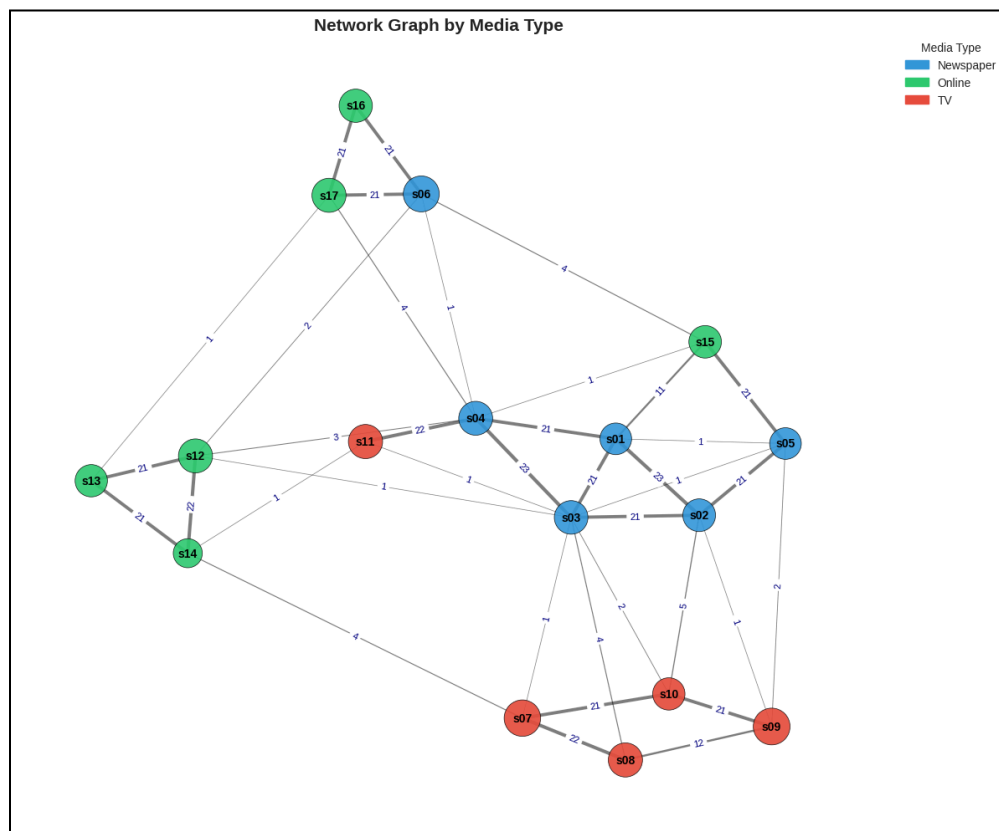 Network Graph by Media Type
Media Type
Newspaper
Online
TV
s16
21
21
s17
21
s06
4
4
1
2
1
s15
1
11
21
s04
s11
22
3
21
s01
1
s05
s12
21
s13
23
21
23
1
21
1
1
1
22
21
s03
21
s02
s14
4
1
2
4
5
1
2
s10
21
21
s07
s09
22
12
s08